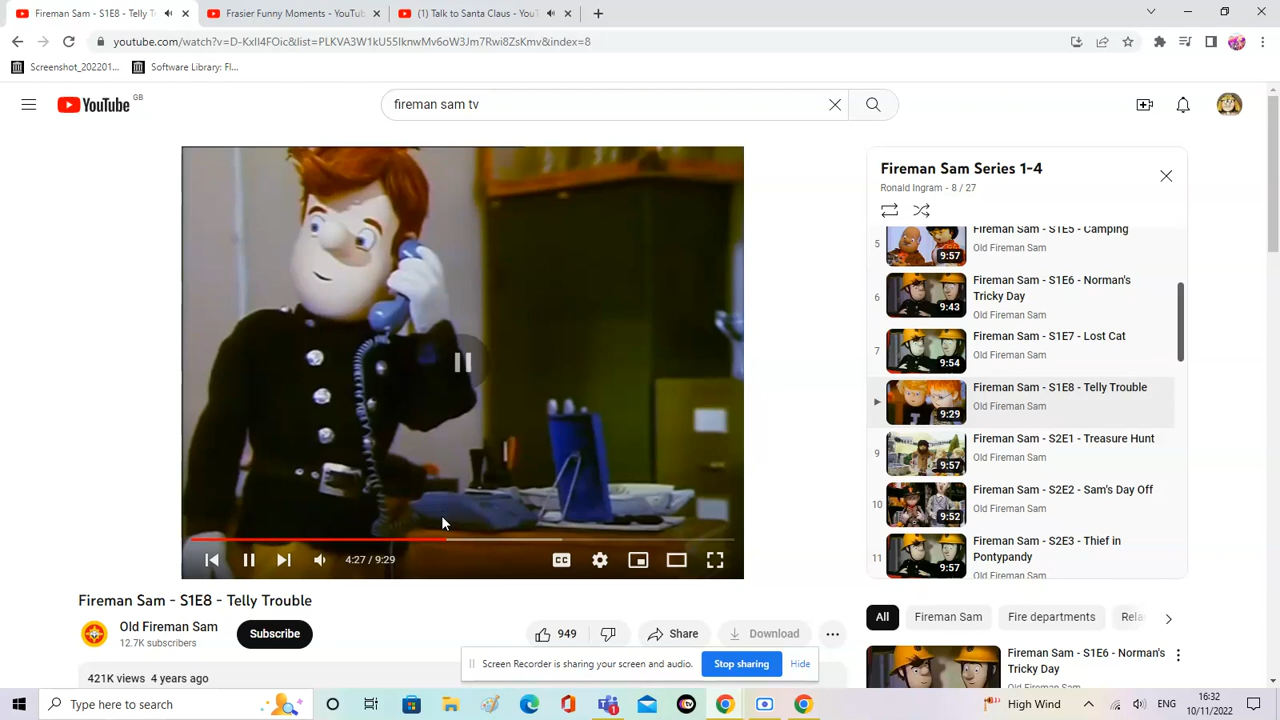 Fireman Sam - S1E8 - Telly T
Frasier Funny Moments - YouTub
(1) Talk to Santa Claus - YouT
youtube.com/watch?v=D-KxII4FOic&list=PLKVA3W1kU55IknwMv6oW3Jm7Rwi8ZsKmv&index=8
Screenshot_202201...
Software Library: Fl...
YouTube GB
fireman sam tv
Fireman Sam Series 1-4
Ronald Ingram - 8 / 27
5
9:57
Fireman Sam - S1E5 - Camping
Old Fireman Sam
6
9:43
Fireman Sam - S1E6 - Norman's
Tricky Day
Old Fireman Sam
7
9:54
Fireman Sam - S1E7 - Lost Cat
Old Fireman Sam
9:29
Fireman Sam - S1E8 - Telly Trouble
Old Fireman Sam
9
9:57
Fireman Sam - S2E1 - Treasure Hunt
Old Fireman Sam
10
9:52
Fireman Sam - S2E2 - Sam's Day Off
Old Fireman Sam
11
9:57
Fireman Sam - S2E3 - Thief in
Pontypandy
Old Fireman Sam
4:27 / 9:29
CC
Fireman Sam - S1E8 - Telly Trouble
Old Fireman Sam
12.7K subscribers
Subscribe
949
Share
Download
421K views 4 years ago
All
Fireman Sam
Fire departments
Rela
Fireman Sam - S1E6 - Norman's
Tricky Day
Old Fireman Sam
Screen Recorder is sharing your screen and audio.
Stop sharing
Hide
Type here to search
High Wind
ENG
16:32
10/11/2022